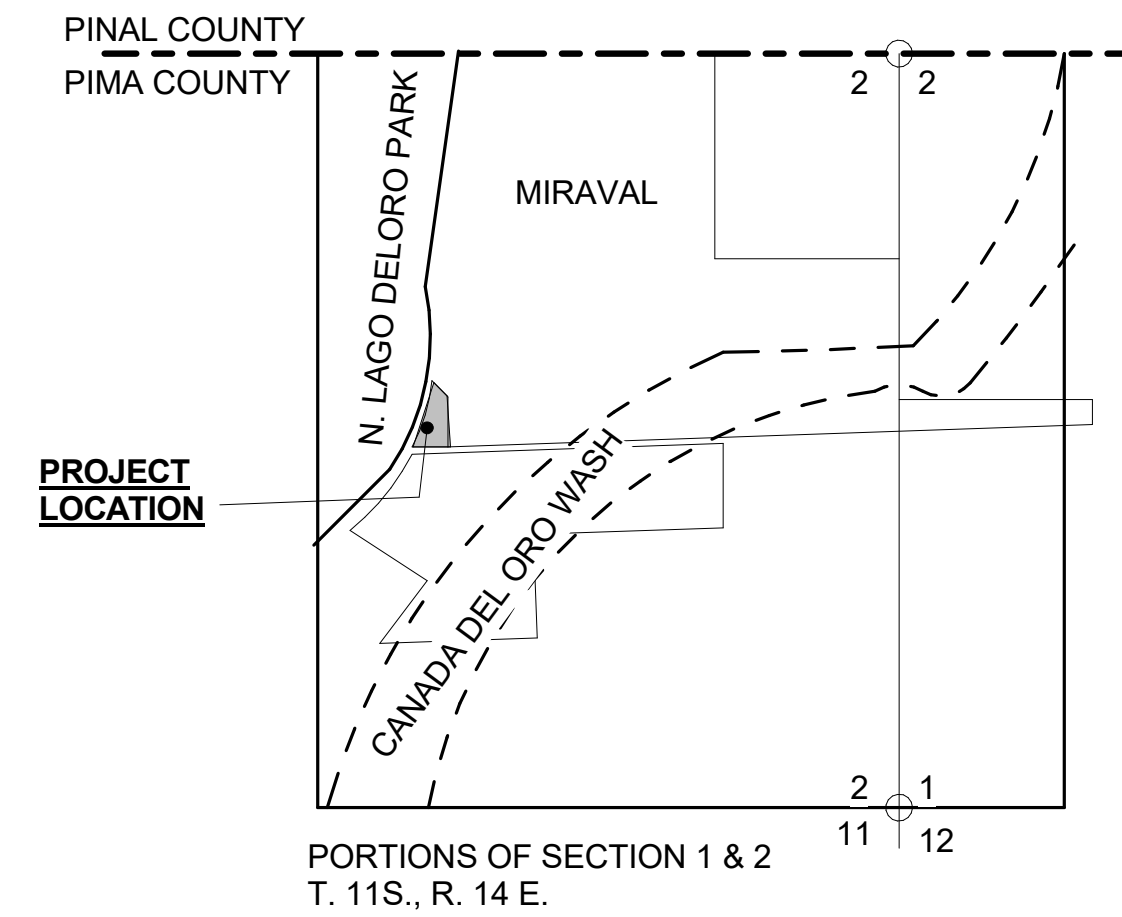 PINAL COUNTY
PIMA COUNTY
2 2
N. LAGO DELORO PARK
MIRAVAL
PROJECT
LOCATION
CANADA DEL ORO WASH
2 1
11 12
PORTIONS OF SECTION 1 & 2
T. 11S., R. 14 E.